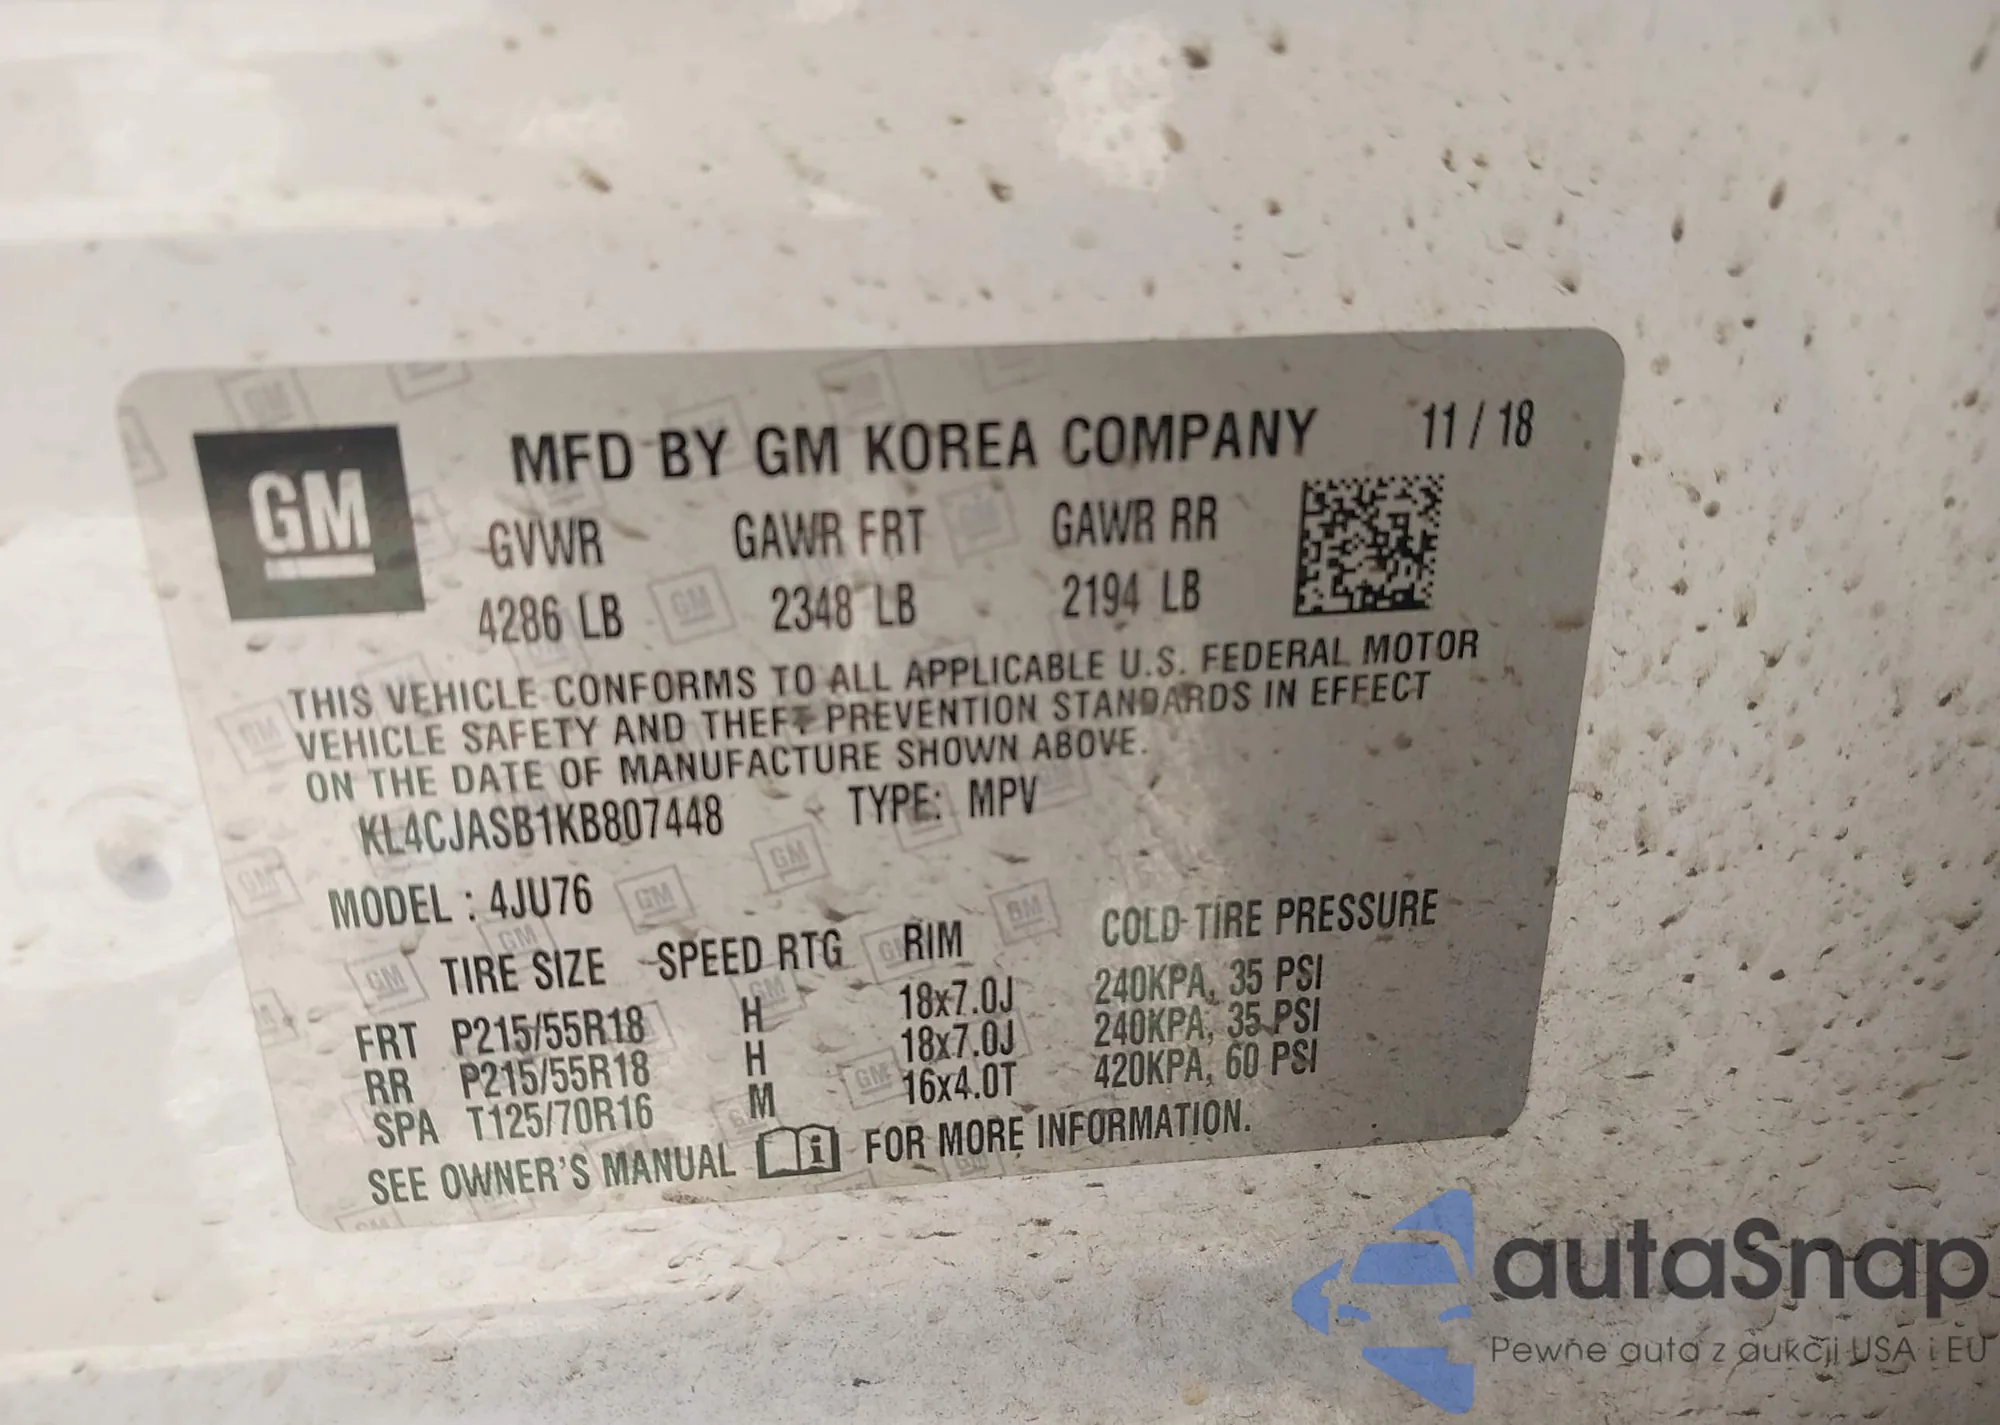 GM
MFD BY GM KOREA COMPANY 11 / 18
GVWR GAWR FRT GAWR RR
4286 LB 2348 LB 2194 LB
THIS VEHICLE CONFORMS TO ALL APPLICABLE U.S. FEDERAL MOTOR
VEHICLE SAFETY AND THEFT PREVENTION STANDARDS IN EFFECT
ON THE DATE OF MANUFACTURE SHOWN ABOVE.
KL4CJASB1KB807448 TYPE: MPV
MODEL : 4JU76
TIRE SIZE SPEED RTG RIM COLD TIRE PRESSURE
FRT P215/55R18 H 18x7.0J 240KPA, 35 PSI
RR P215/55R18 H 18x7.0J 240KPA, 35 PSI
SPA T125/70R16 M 16x4.0T 420KPA, 60 PSI
SEE OWNER'S MANUAL i FOR MORE INFORMATION.
autaSnap
Pewne auta z aukcji USA i EU